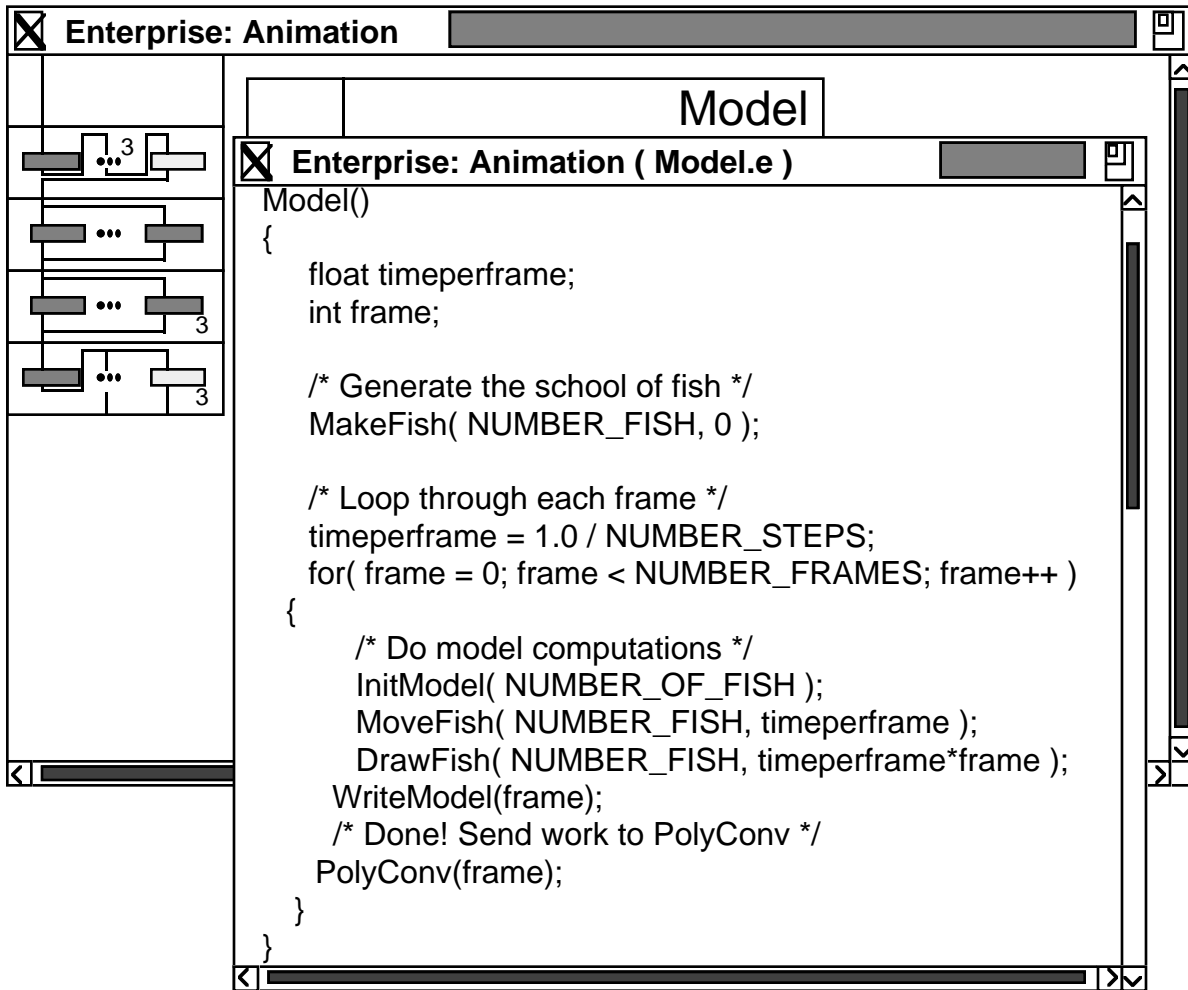 Enterprise: Animation
Model
3
3
3
Enterprise: Animation ( Model.e )
Model()
{
float timeperframe;
int frame;
/* Generate the school of fish */
MakeFish( NUMBER_FISH, 0 );
/* Loop through each frame */
timeperframe = 1.0 / NUMBER_STEPS;
for( frame = 0; frame < NUMBER_FRAMES; frame++ )
{
/* Do model computations */
InitModel( NUMBER_OF_FISH );
MoveFish( NUMBER_FISH, timeperframe );
DrawFish( NUMBER_FISH, timeperframe*frame );
WriteModel(frame);
/* Done! Send work to PolyConv */
PolyConv(frame);
}
}